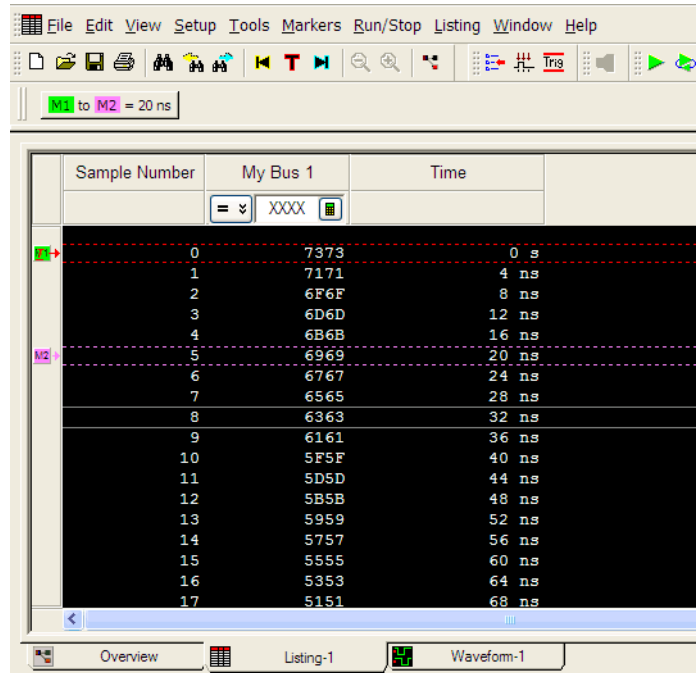 File Edit View Setup Tools Markers Run/Stop Listing Window Help
T Trig
M1 to M2 = 20 ns
Sample Number My Bus 1 Time
= XXXX
M1 0 7373 0 s
1 7171 4 ns
2 6F6F 8 ns
3 6D6D 12 ns
4 6B6B 16 ns
M2 5 6969 20 ns
6 6767 24 ns
7 6565 28 ns
8 6363 32 ns
9 6161 36 ns
10 5F5F 40 ns
11 5D5D 44 ns
12 5B5B 48 ns
13 5959 52 ns
14 5757 56 ns
15 5555 60 ns
16 5353 64 ns
17 5151 68 ns
Overview Listing-1 Waveform-1